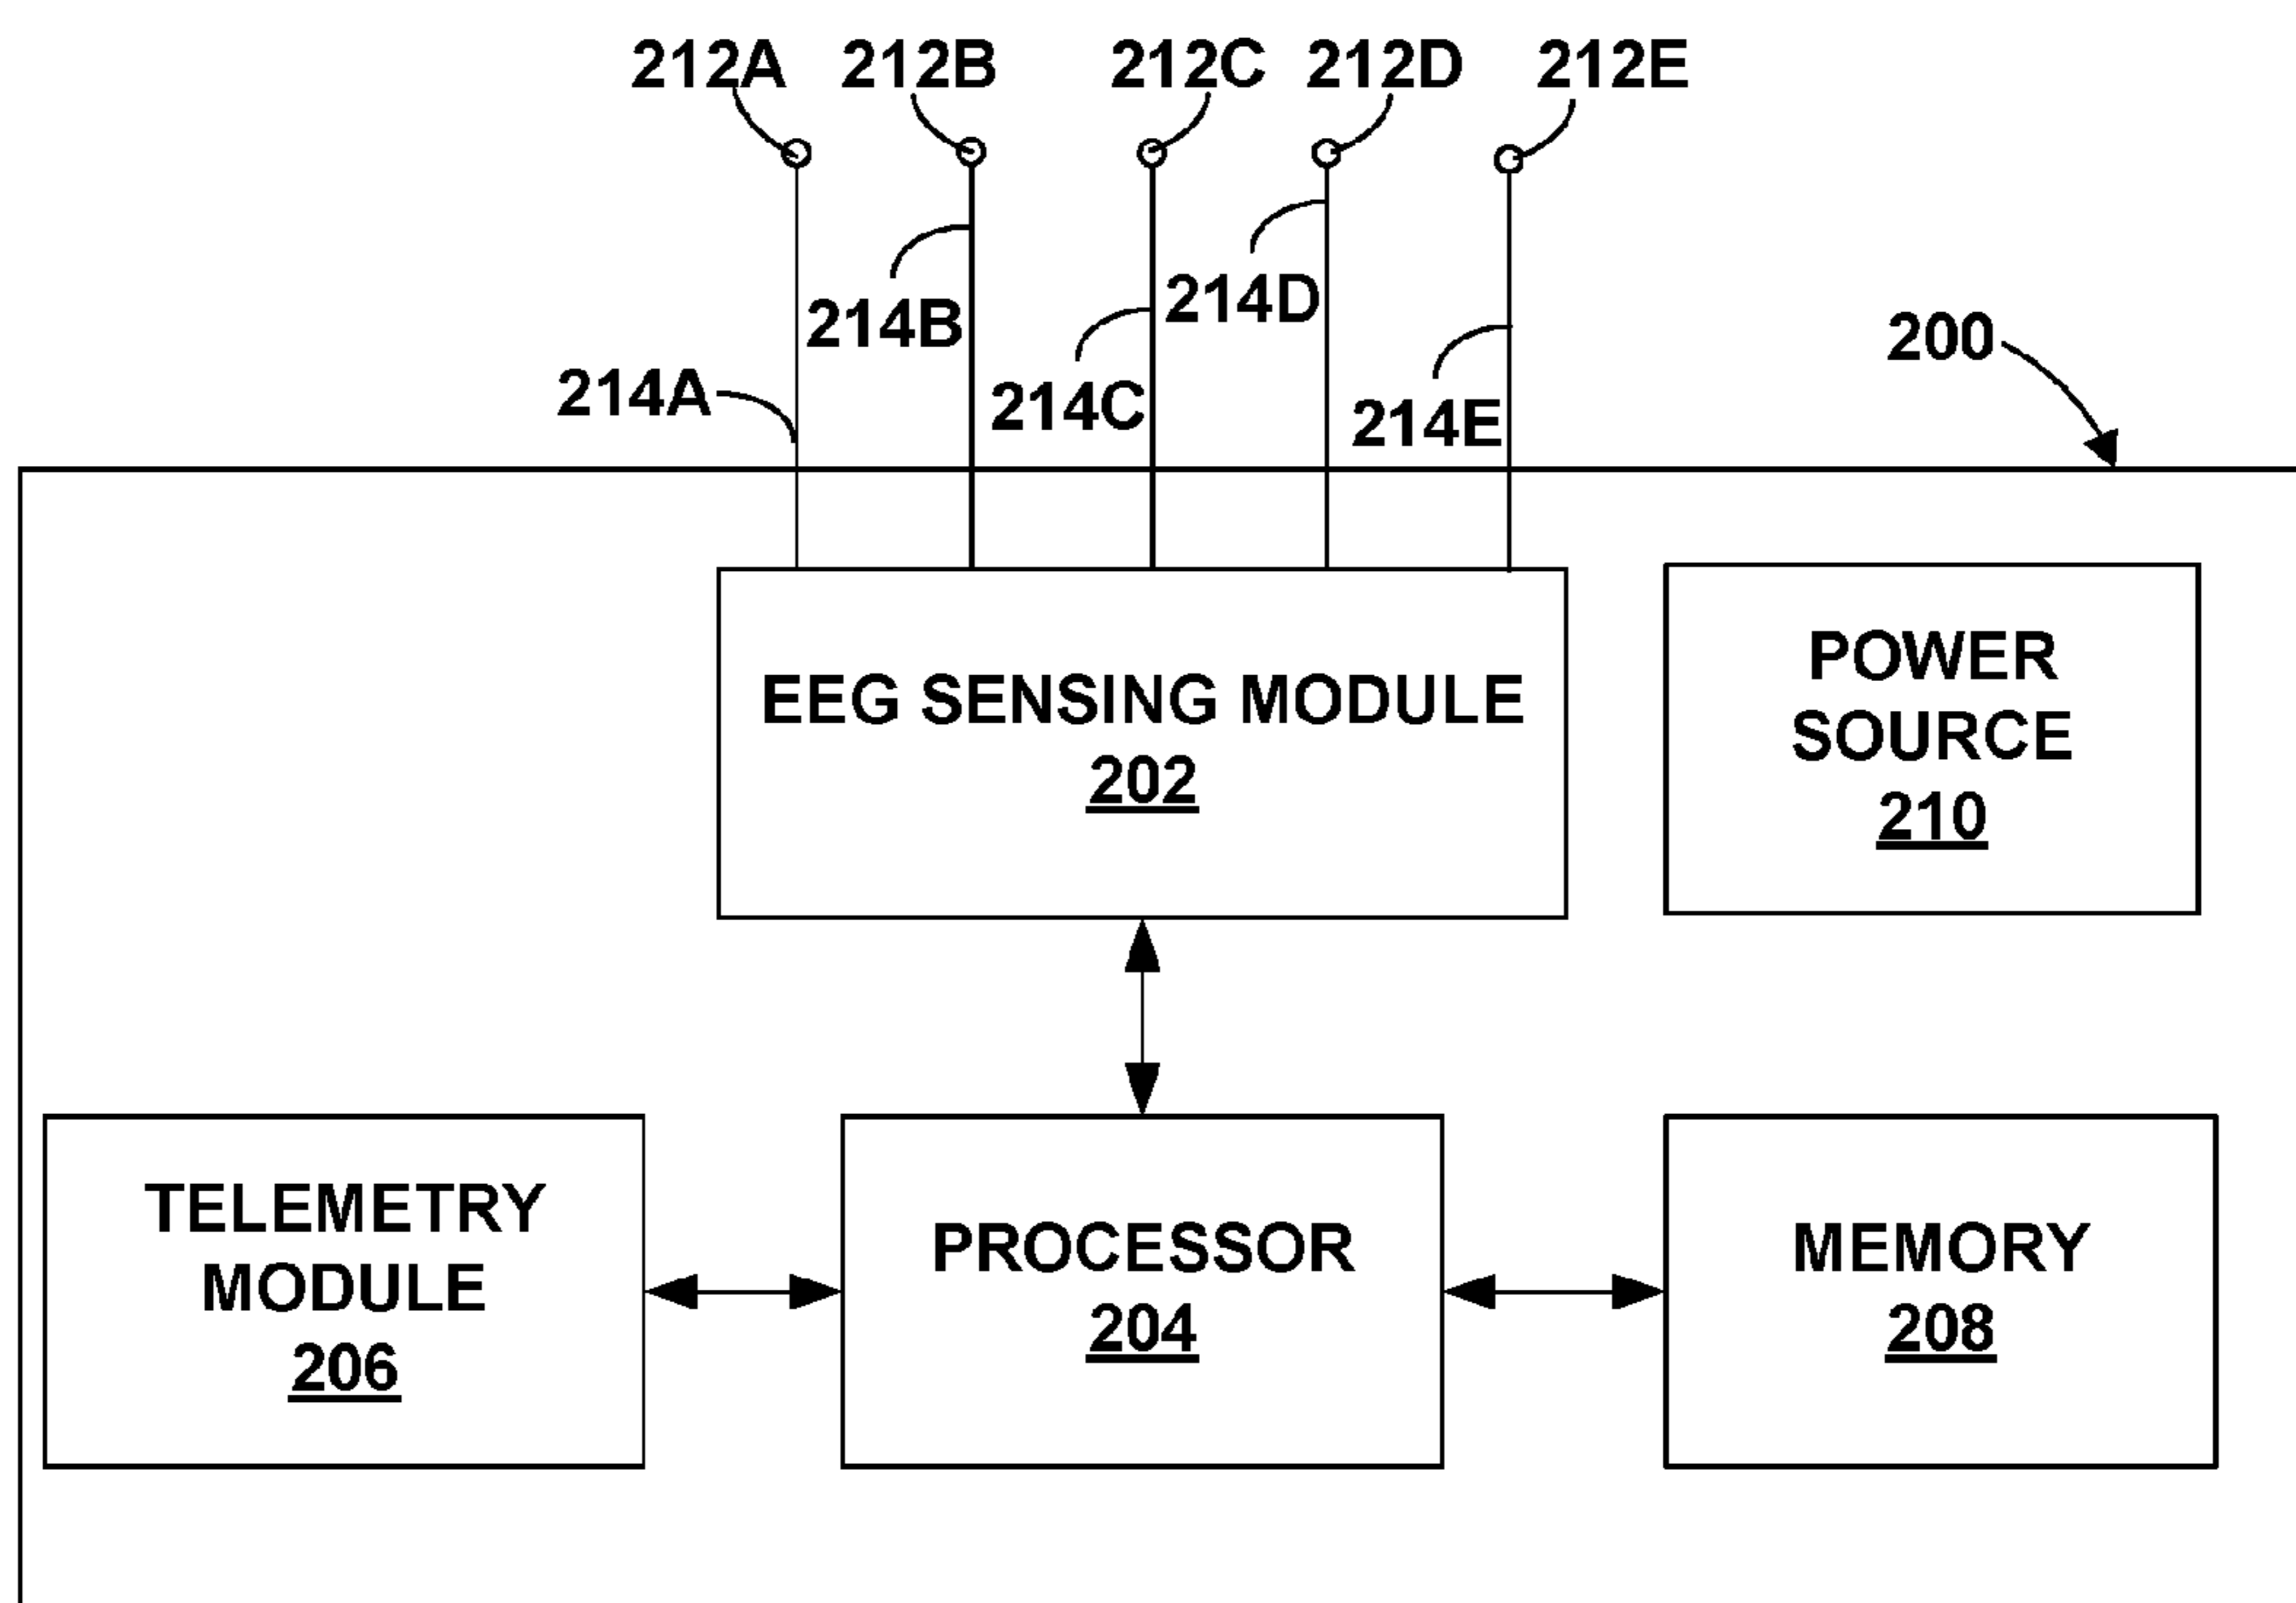 212A 212B 212C 212D 212E
214D
214B
200
214A
214C
214E
EEG SENSING MODULE
202
POWER
SOURCE
210
TELEMETRY
MODULE
206
PROCESSOR
204
MEMORY
208